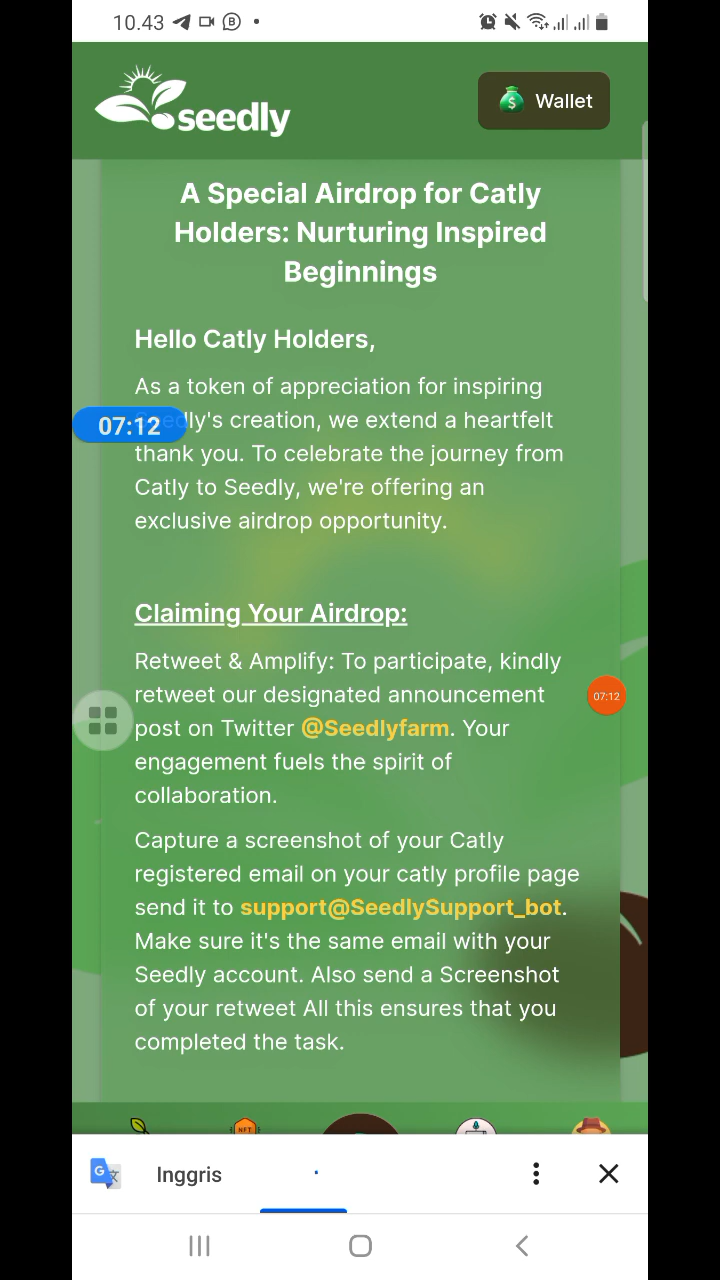 10.43
seedly
Wallet
A Special Airdrop for Catly
Holders: Nurturing Inspired
Beginnings
Hello Catly Holders,
As a token of appreciation for inspiring
Seedly's creation, we extend a heartfelt
07:12
thank you. To celebrate the journey from
Catly to Seedly, we're offering an
exclusive airdrop opportunity.
Claiming Your Airdrop:
Retweet & Amplify: To participate, kindly
retweet our designated announcement
07:12
post on Twitter @Seedlyfarm. Your
engagement fuels the spirit of
collaboration.
Capture a screenshot of your Catly
registered email on your catly profile page
send it to support@SeedlySupport_bot.
Make sure it's the same email with your
Seedly account. Also send a Screenshot
of your retweet All this ensures that you
completed the task.
NFT
Inggris